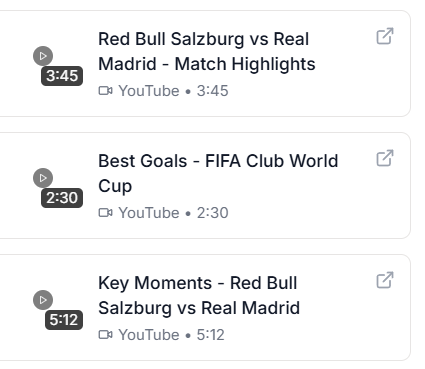 Red Bull Salzburg vs Real
Madrid - Match Highlights
3:45
YouTube • 3:45
Best Goals - FIFA Club World
Cup
2:30
YouTube • 2:30
Key Moments - Red Bull
Salzburg vs Real Madrid
5:12
YouTube • 5:12